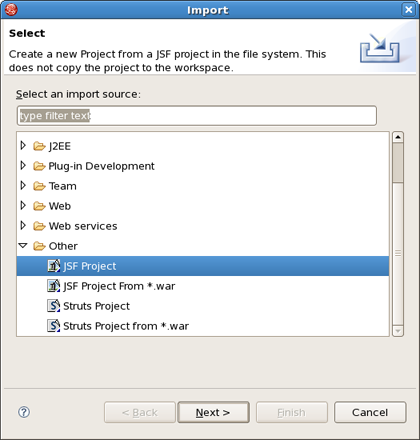 Import
Select
Create a new Project from a JSF project in the file system. This
does not copy the project to the workspace.
Select an import source:
type filter text
J2EE
Plug-in Development
Team
Web
Web services
Other
JSF Project
JSF Project From *.war
Struts Project
Struts Project from *.war
?
< Back
Next >
Finish
Cancel